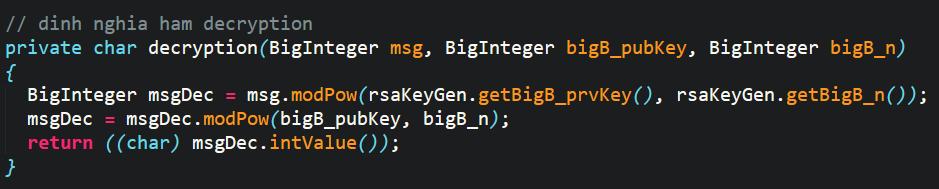 // dinh nghia ham decryption
private char decryption(BigInteger msg, BigInteger bigB_pubKey, BigInteger bigB_n)
{
  BigInteger msgDec = msg.modPow(rsaKeyGen.getBigB_prvKey(), rsaKeyGen.getBigB_n());
  msgDec = msgDec.modPow(bigB_pubKey, bigB_n);
  return ((char) msgDec.intValue());
}